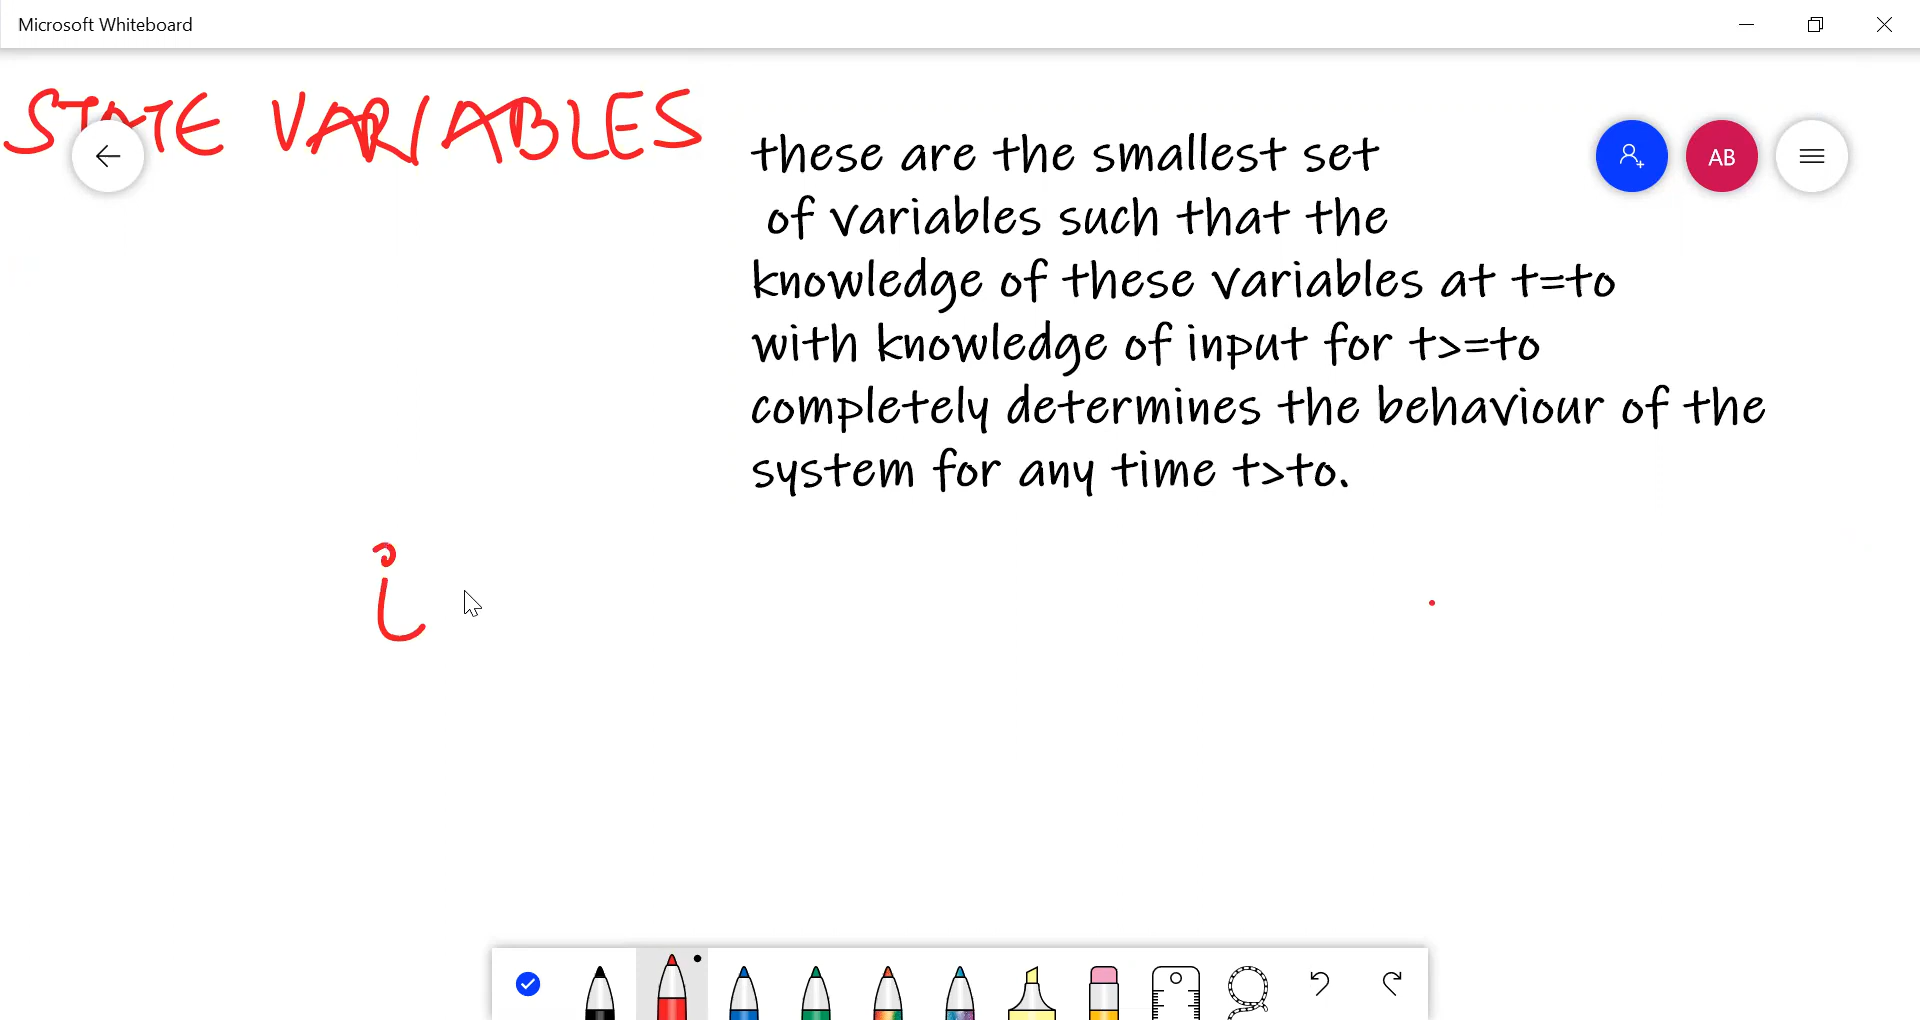 Microsoft Whiteboard
STATE VARIABLES
these are the smallest set
of variables such that the
knowledge of these variables at t=to
with knowledge of input for t>=to
completely determines the behaviour of the
system for any time t>to.
AB
i